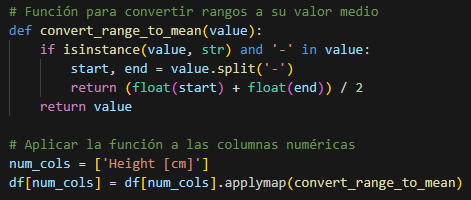 # Función para convertir rangos a su valor medio
def convert_range_to_mean(value):
    if isinstance(value, str) and '-' in value:
        start, end = value.split('-')
        return (float(start) + float(end)) / 2
    return value
# Aplicar la función a las columnas numéricas
num_cols = ['Height [cm]']
df[num_cols] = df[num_cols].applymap(convert_range_to_mean)